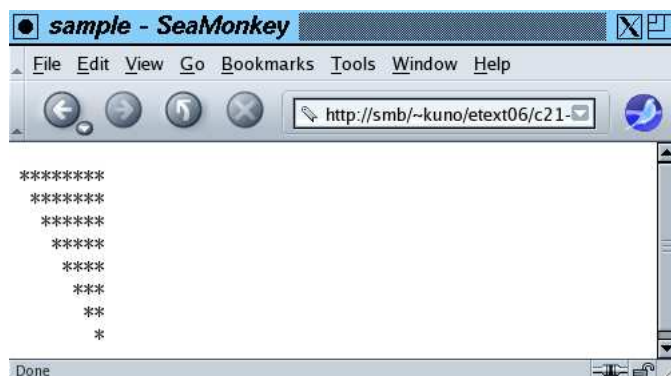 sample - SeaMonkey
File Edit View Go Bookmarks Tools Window Help
http://smb/~kuno/etext06/c21-
********
*******
******
*****
****
***
**
*
Done